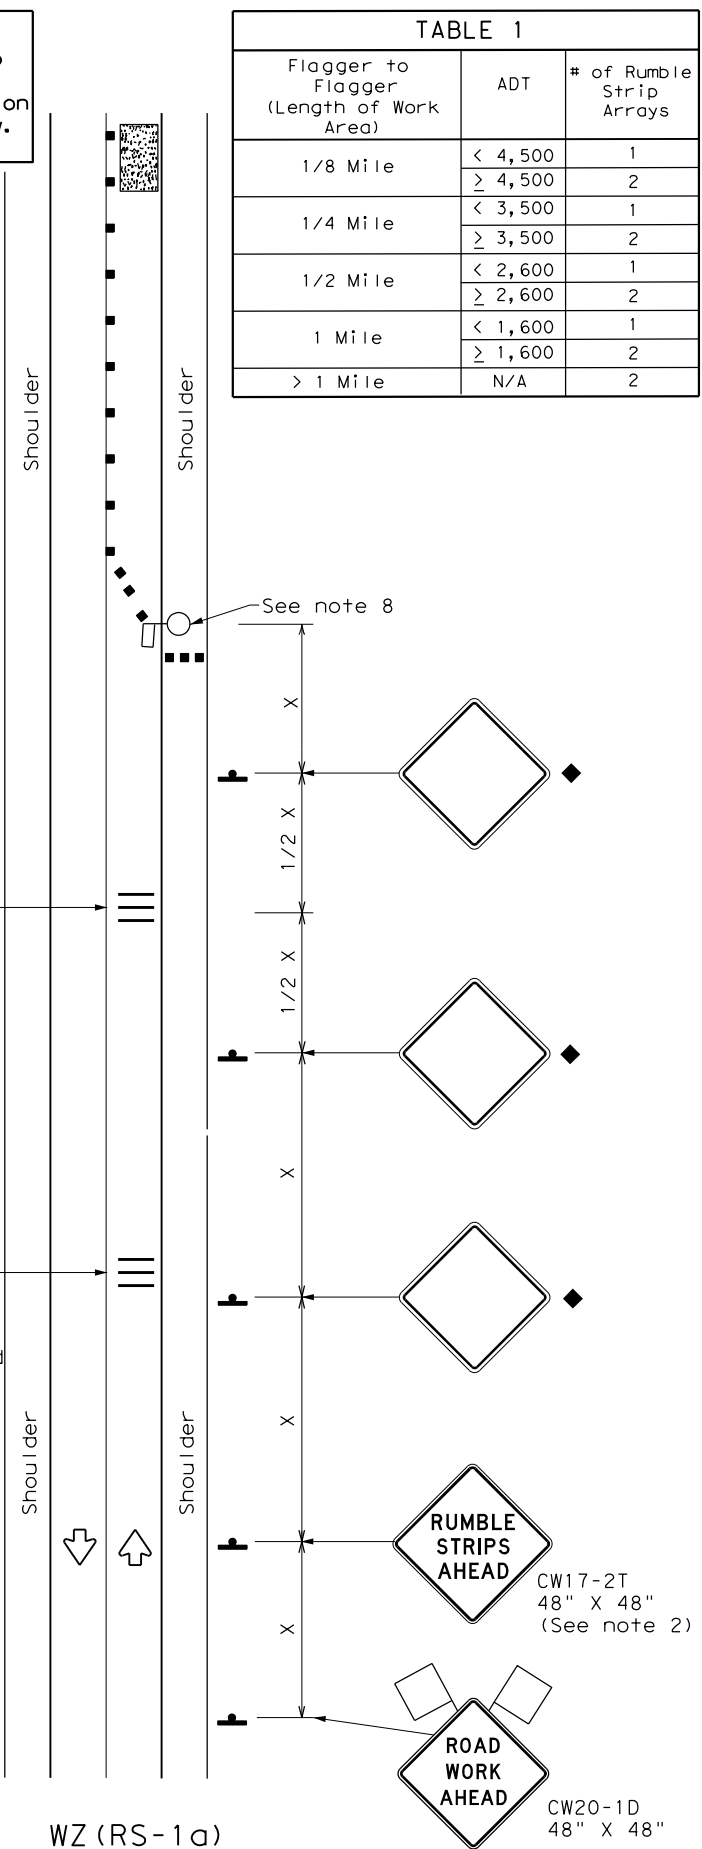 on
TABLE 1
Flagger to
Flagger
(Length of Work
Area)
ADT
# of Rumble
Strip
Arrays
1/8 Mile
< 4,500
1
≥ 4,500
2
1/4 Mile
< 3,500
1
≥ 3,500
2
1/2 Mile
< 2,600
1
≥ 2,600
2
1 Mile
< 1,600
1
≥ 1,600
2
> 1 Mile
N/A
2
Shoulder
Shoulder
See note 8
X
1/2 X
1/2 X
X
X
Shoulder
Shoulder
RUMBLE
STRIPS
AHEAD
CW17-2T
48" X 48"
(See note 2)
X
ROAD
WORK
AHEAD
CW20-1D
48" X 48"
WZ(RS-1a)